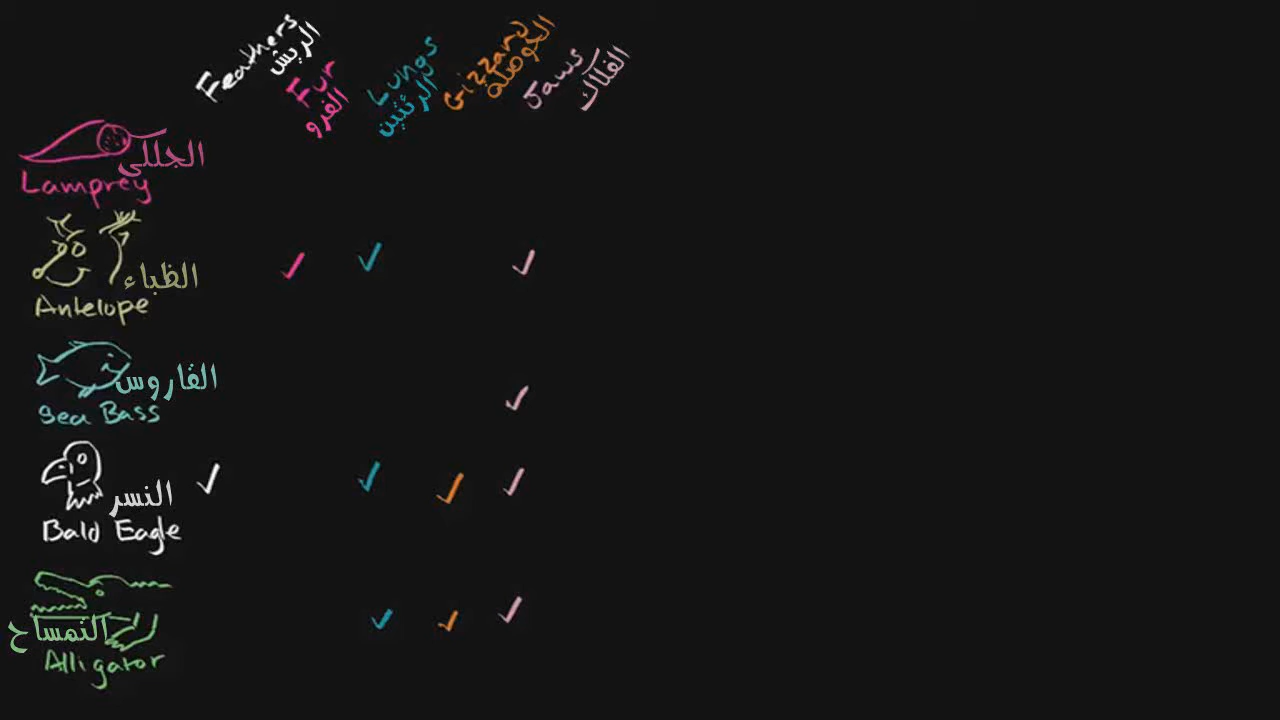 Feathers
الريش
Fur
الفرو
Lungs
الرئتين
Gizzard
الحوصلة
Jaws
الفكاك
الجلكي
Lamprey
الظباء
Antelope
القاروس
Sea Bass
النسر
Bald Eagle
التمساح
Alligator